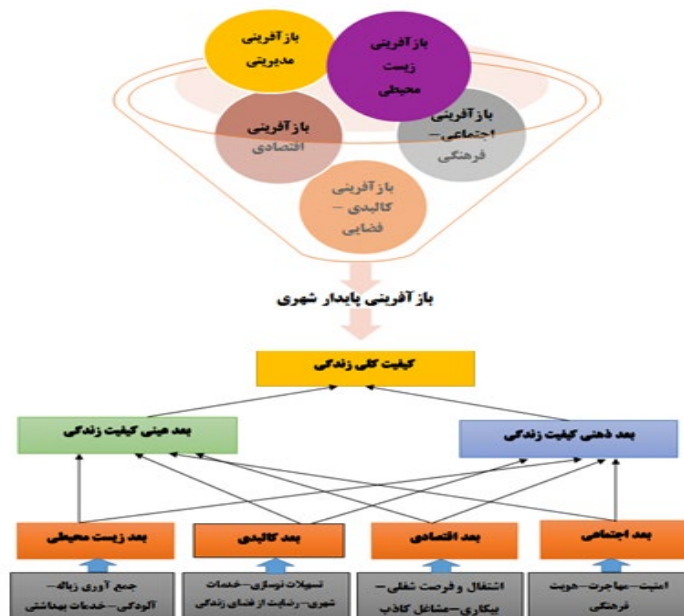 بازآفرینی
مدیریتی
بازآفرینی
زیست
محیطی
بازآفرینی
اجتماعی–
فرهنگی
بازآفرینی
اقتصادی
بازآفرینی
کالبدی –
فضایی
بازآفرینی پایدار شهری
کیفیت کلی زندگی
بعد ذهنی کیفیت زندگی
بعد عینی کیفیت زندگی
بعد اجتماعی
بعد اقتصادی
بعد کالبدی
بعد زیست محیطی
امنیت–مهاجرت–هویت
فرهنگی
اشتغال و فرصت شغلی–
بیکاری–مشاغل کاذب
تسهیلات نوسازی–خدمات
شهری–رضایت از فضای زندگی
جمع آوری زباله–
آلودگی–خدمات بهداشتی